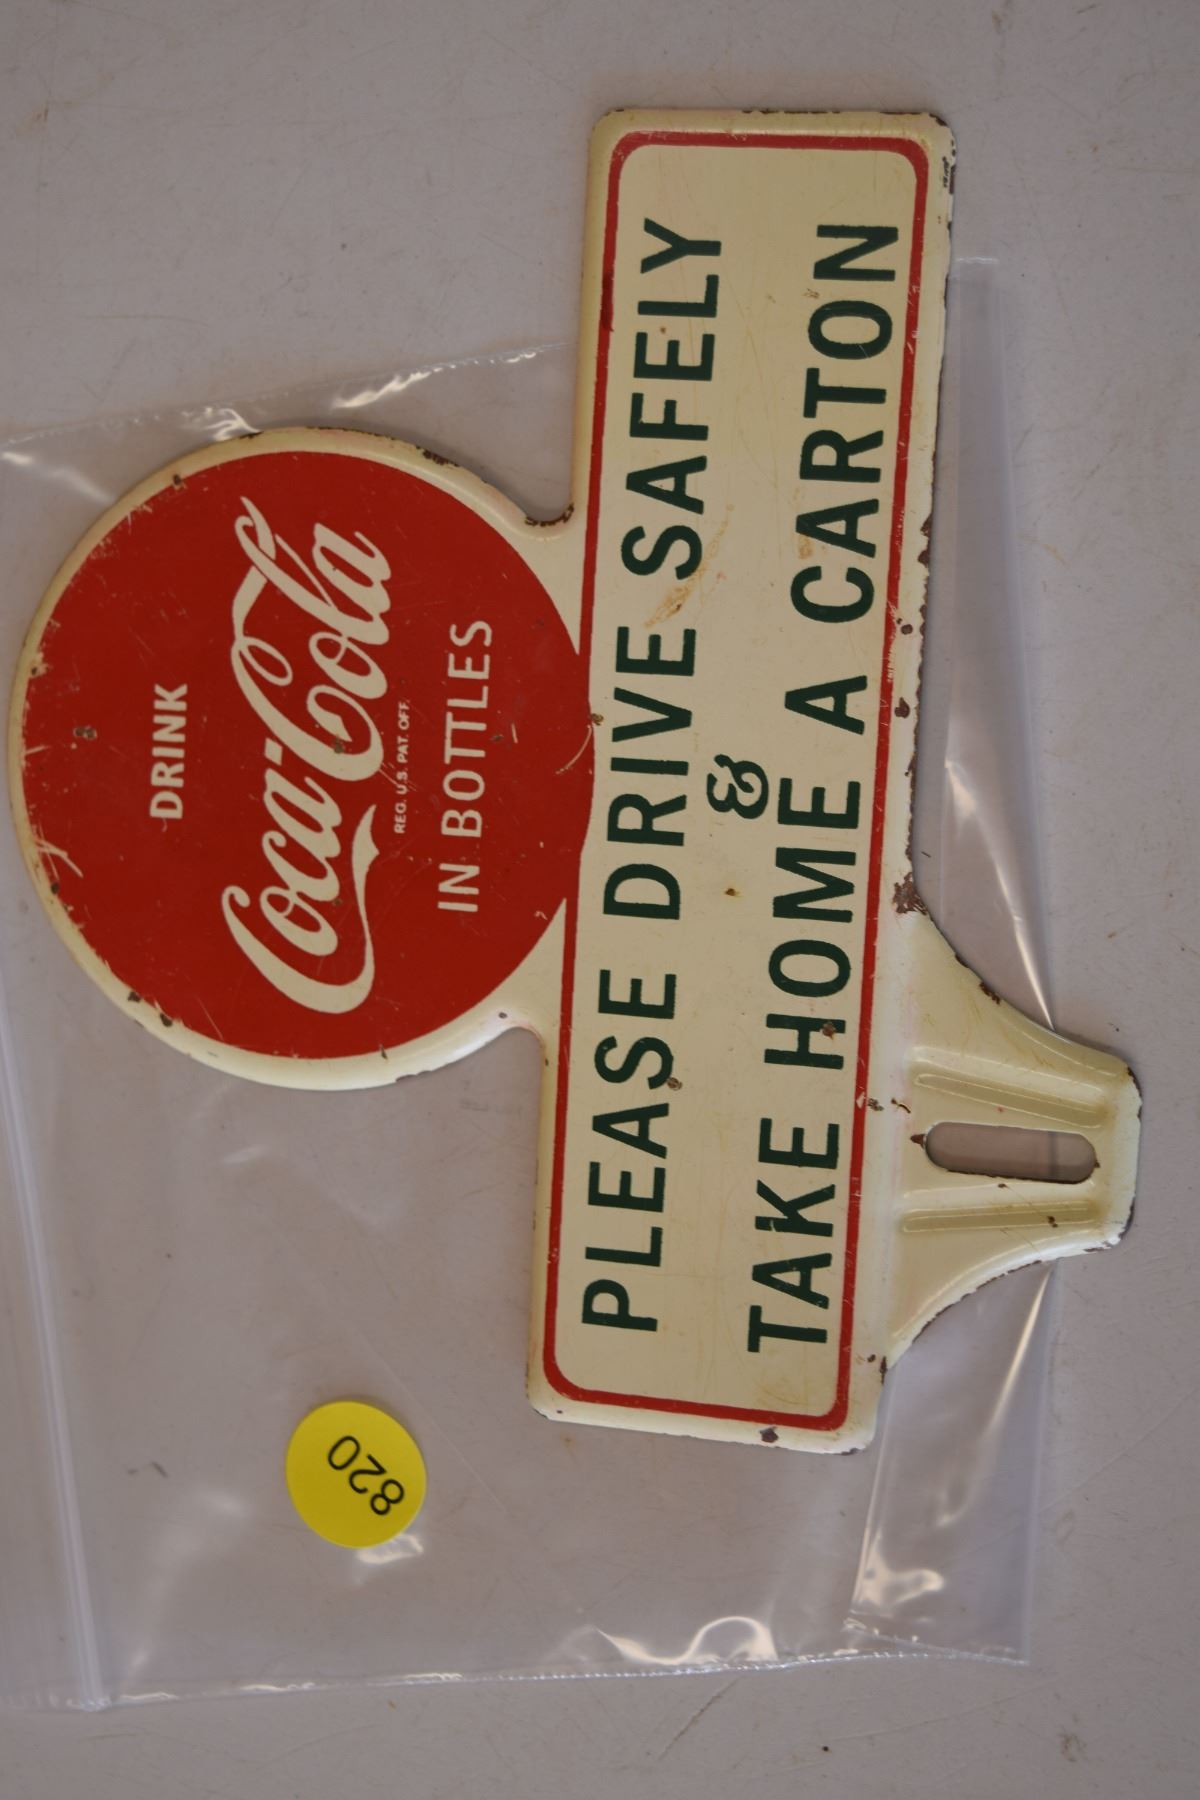 DRINK
Coca-Cola
REG. U.S. PAT. OFF.
IN BOTTLES
PLEASE DRIVE SAFELY
&
TAKE HOME A CARTON
820